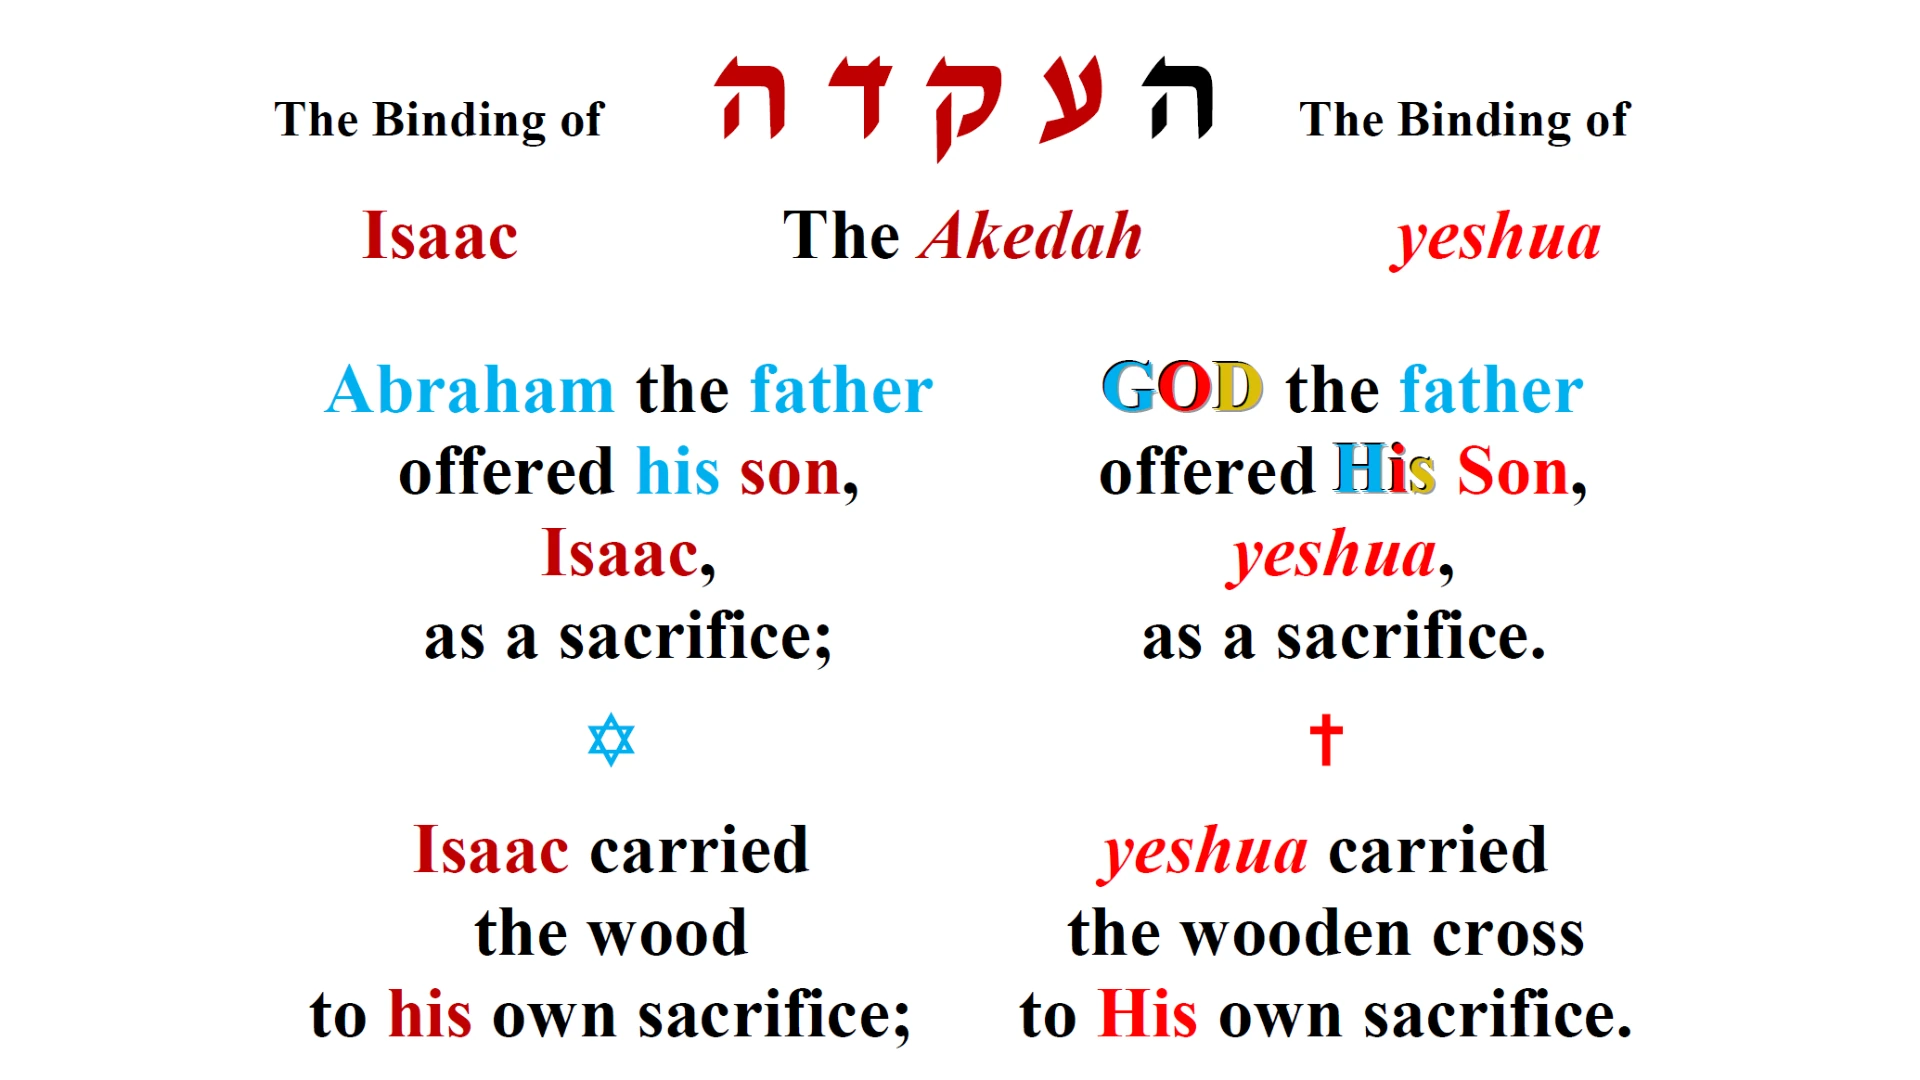 The Binding of העקדה The Binding of
Isaac The Akedah yeshua
Abraham the father
offered his son,
Isaac,
as a sacrifice;
GOD the father
offered His Son,
yeshua,
as a sacrifice.
✡
✝
Isaac carried
the wood
to his own sacrifice;
yeshua carried
the wooden cross
to His own sacrifice.